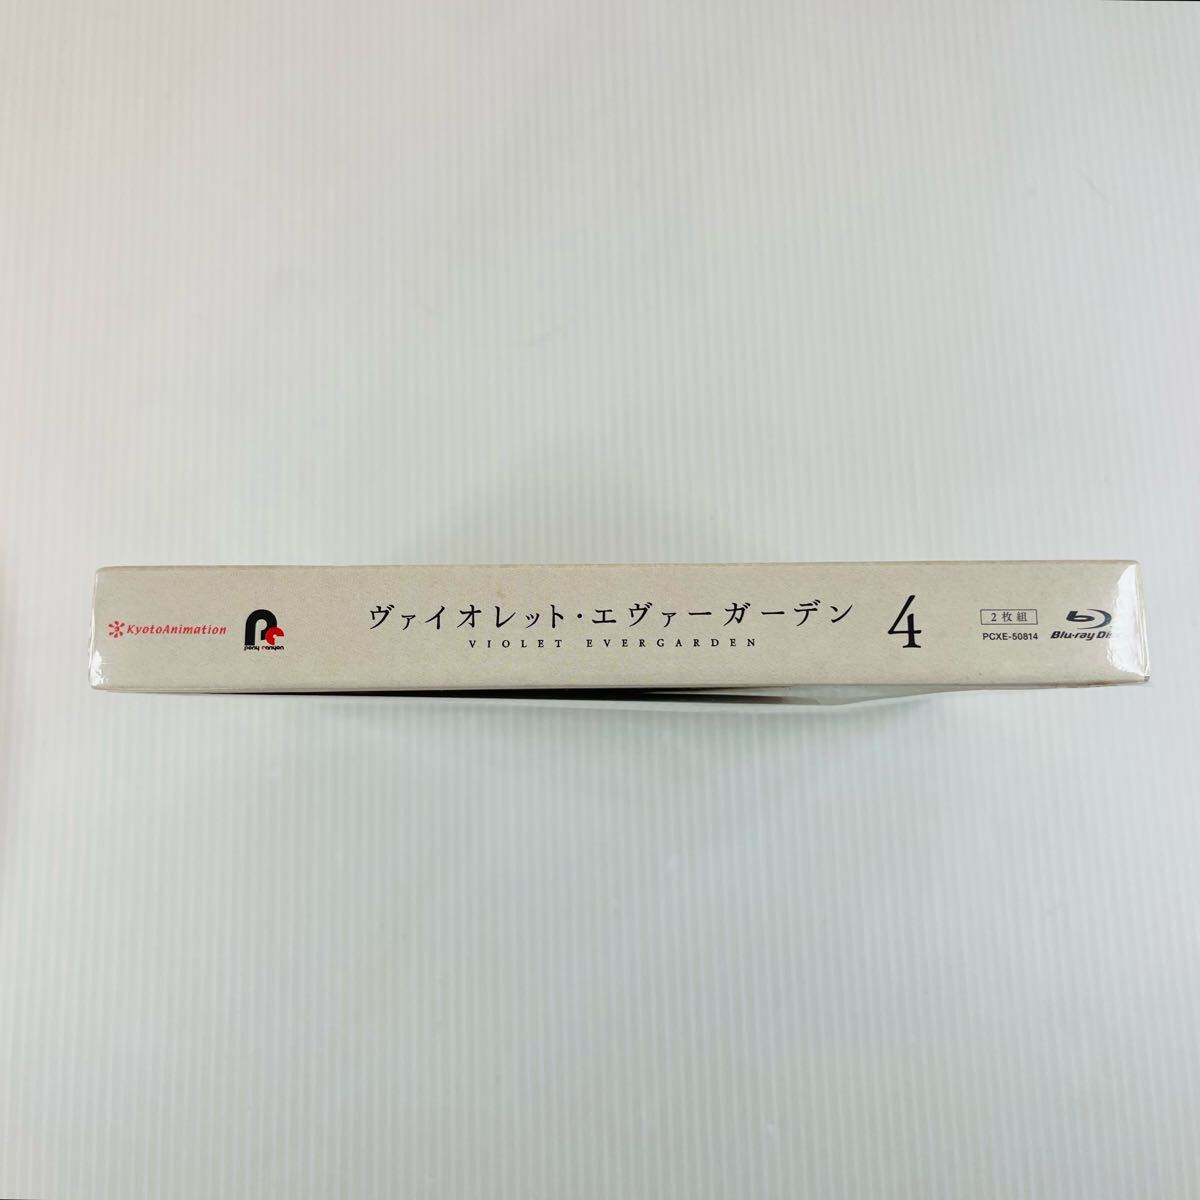 KyotoAnimation
pony canyon
ヴァイオレット・エヴァーガーデン
VIOLET EVERGARDEN
4
2枚組
PCXE-50814
Blu-ray Disc